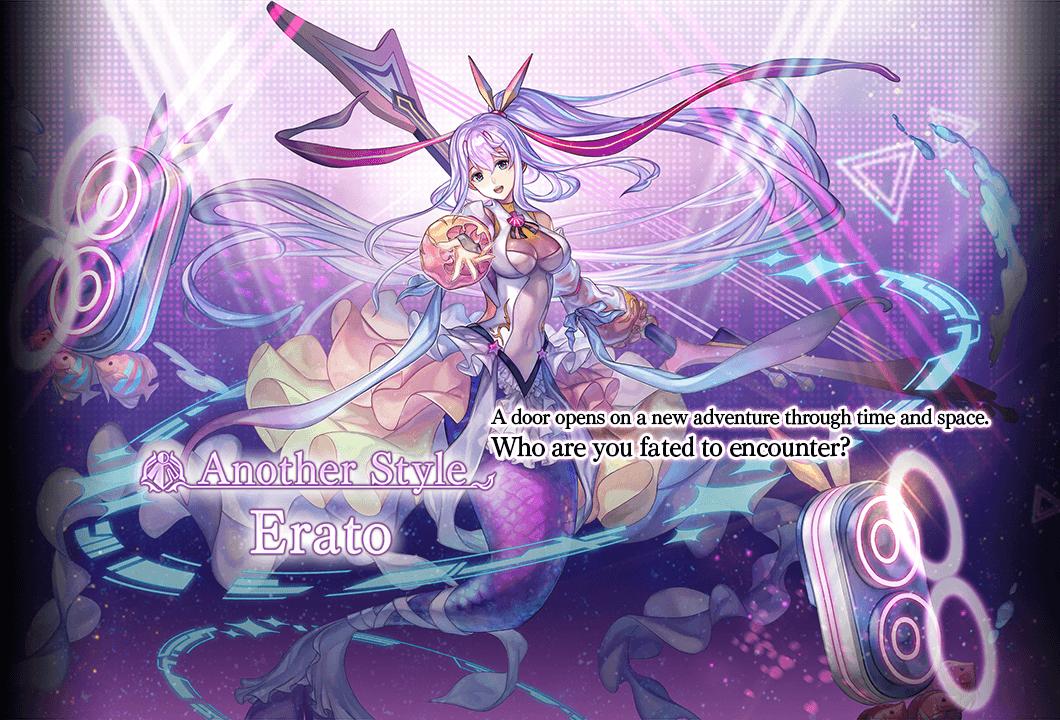 A door opens on a new adventure through time and space.
Who are you fated to encounter?
Another Style
Erato